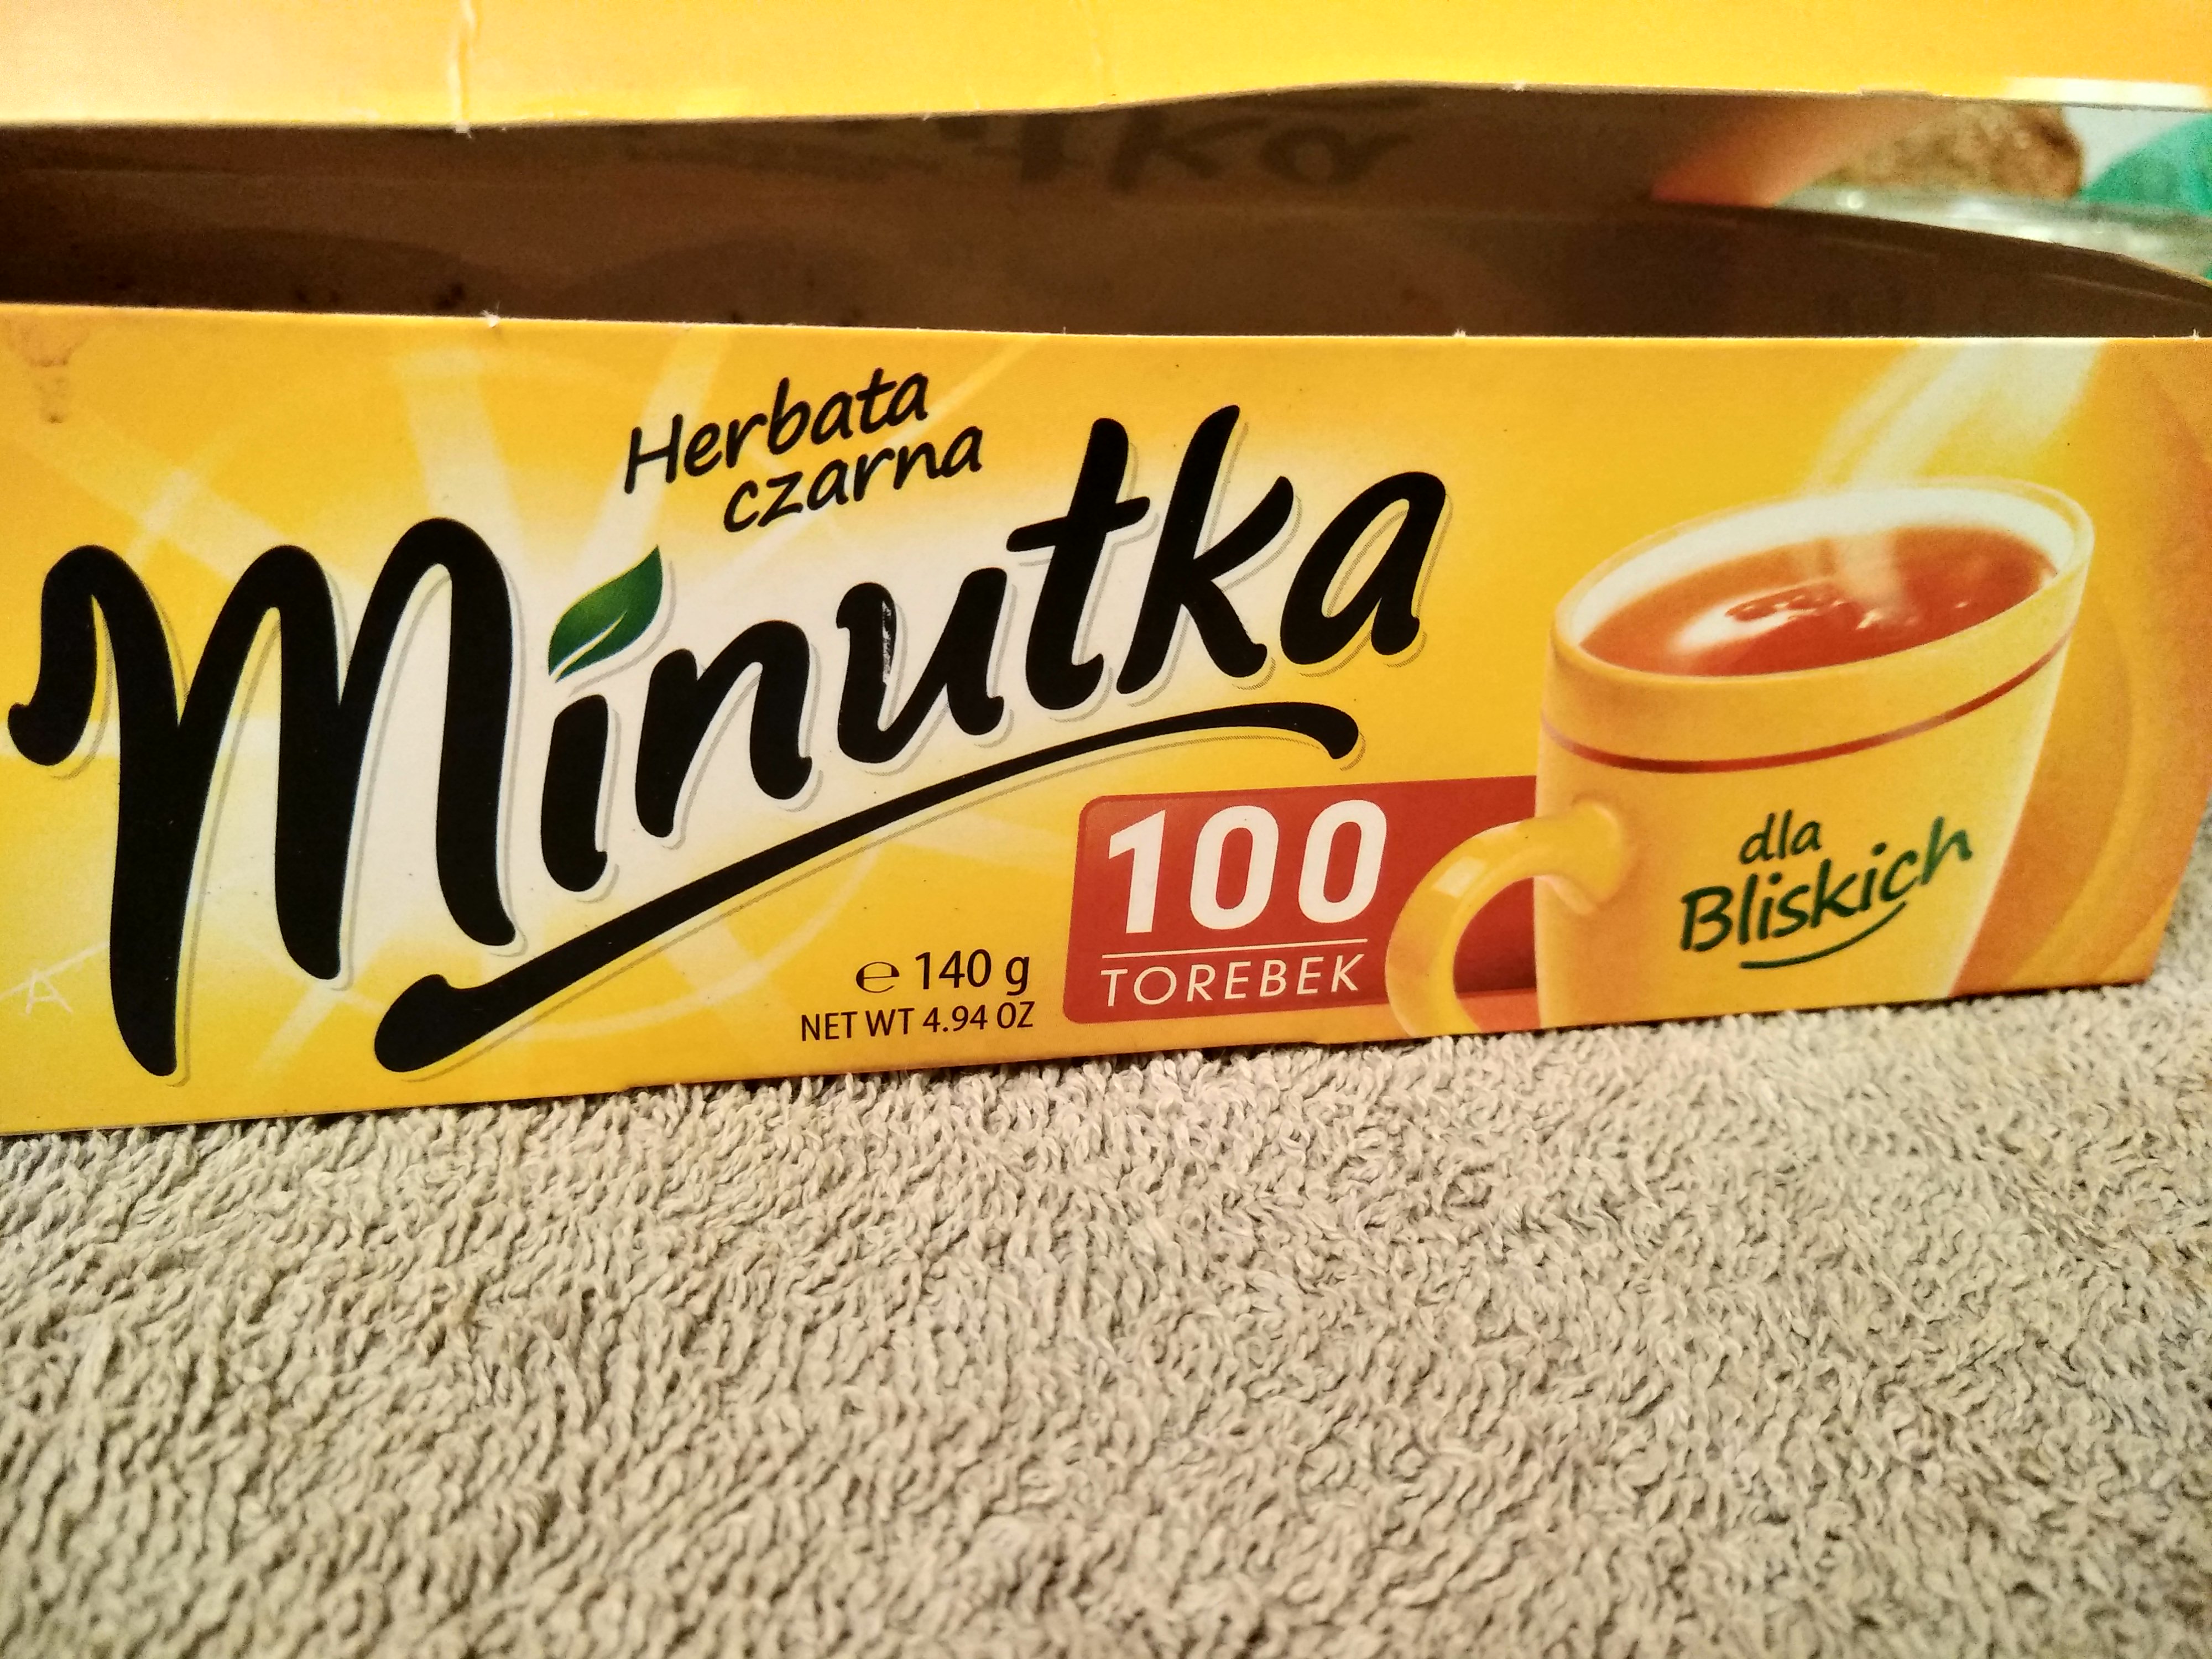 Herbata
czarna
Minutka
100
TOREBEK
℮ 140 g
NET WT 4.94 OZ
dla
Bliskich